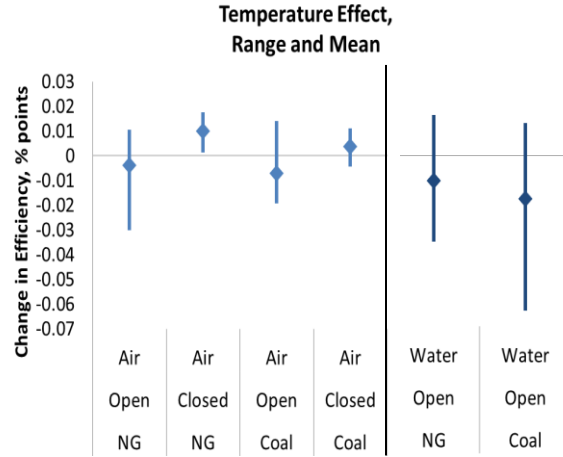 Temperature Effect,
Range and Mean
Change in Efficiency, % points
0.03
0.02
0.01
0
-0.01
-0.02
-0.03
-0.04
-0.05
-0.06
-0.07
Air Air Air Air Water Water
Open Closed Open Closed Open Open
NG NG Coal Coal NG Coal